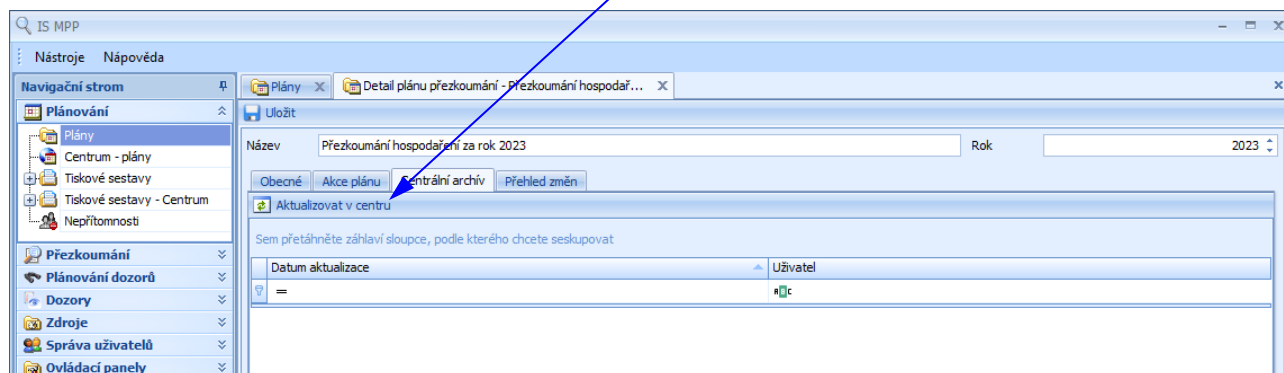 IS MPP
Nástroje Nápověda
Navigační strom
Plánování
Plány
Centrum - plány
Tiskové sestavy
Tiskové sestavy - Centrum
Nepřítomnosti
Přezkoumání
Plánování dozorů
Dozory
Zdroje
Správa uživatelů
Ovládací panely
Plány Detail plánu přezkoumání - Přezkoumání hospodař...
Uložit
Název Přezkoumání hospodaření za rok 2023 Rok 2023
Obecné Akce plánu Centrální archív Přehled změn
Aktualizovat v centru
Sem přetáhněte záhlaví sloupce, podle kterého chcete seskupovat
Datum aktualizace Uživatel
=